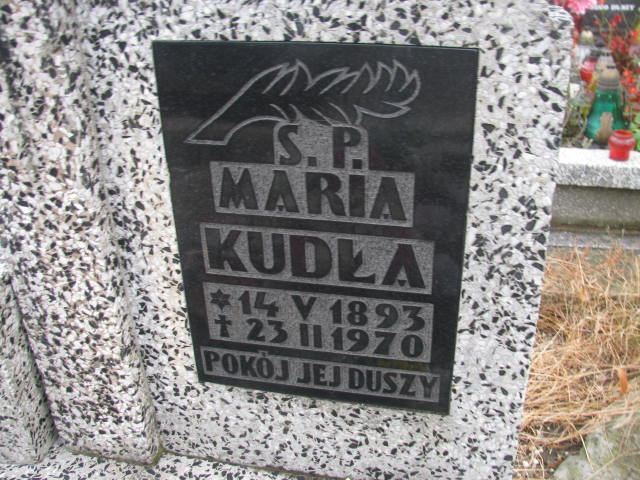 S. P.
MARIA
KUDŁA
* 14 V 1893
† 23 II 1970
POKÓJ JEJ DUSZY